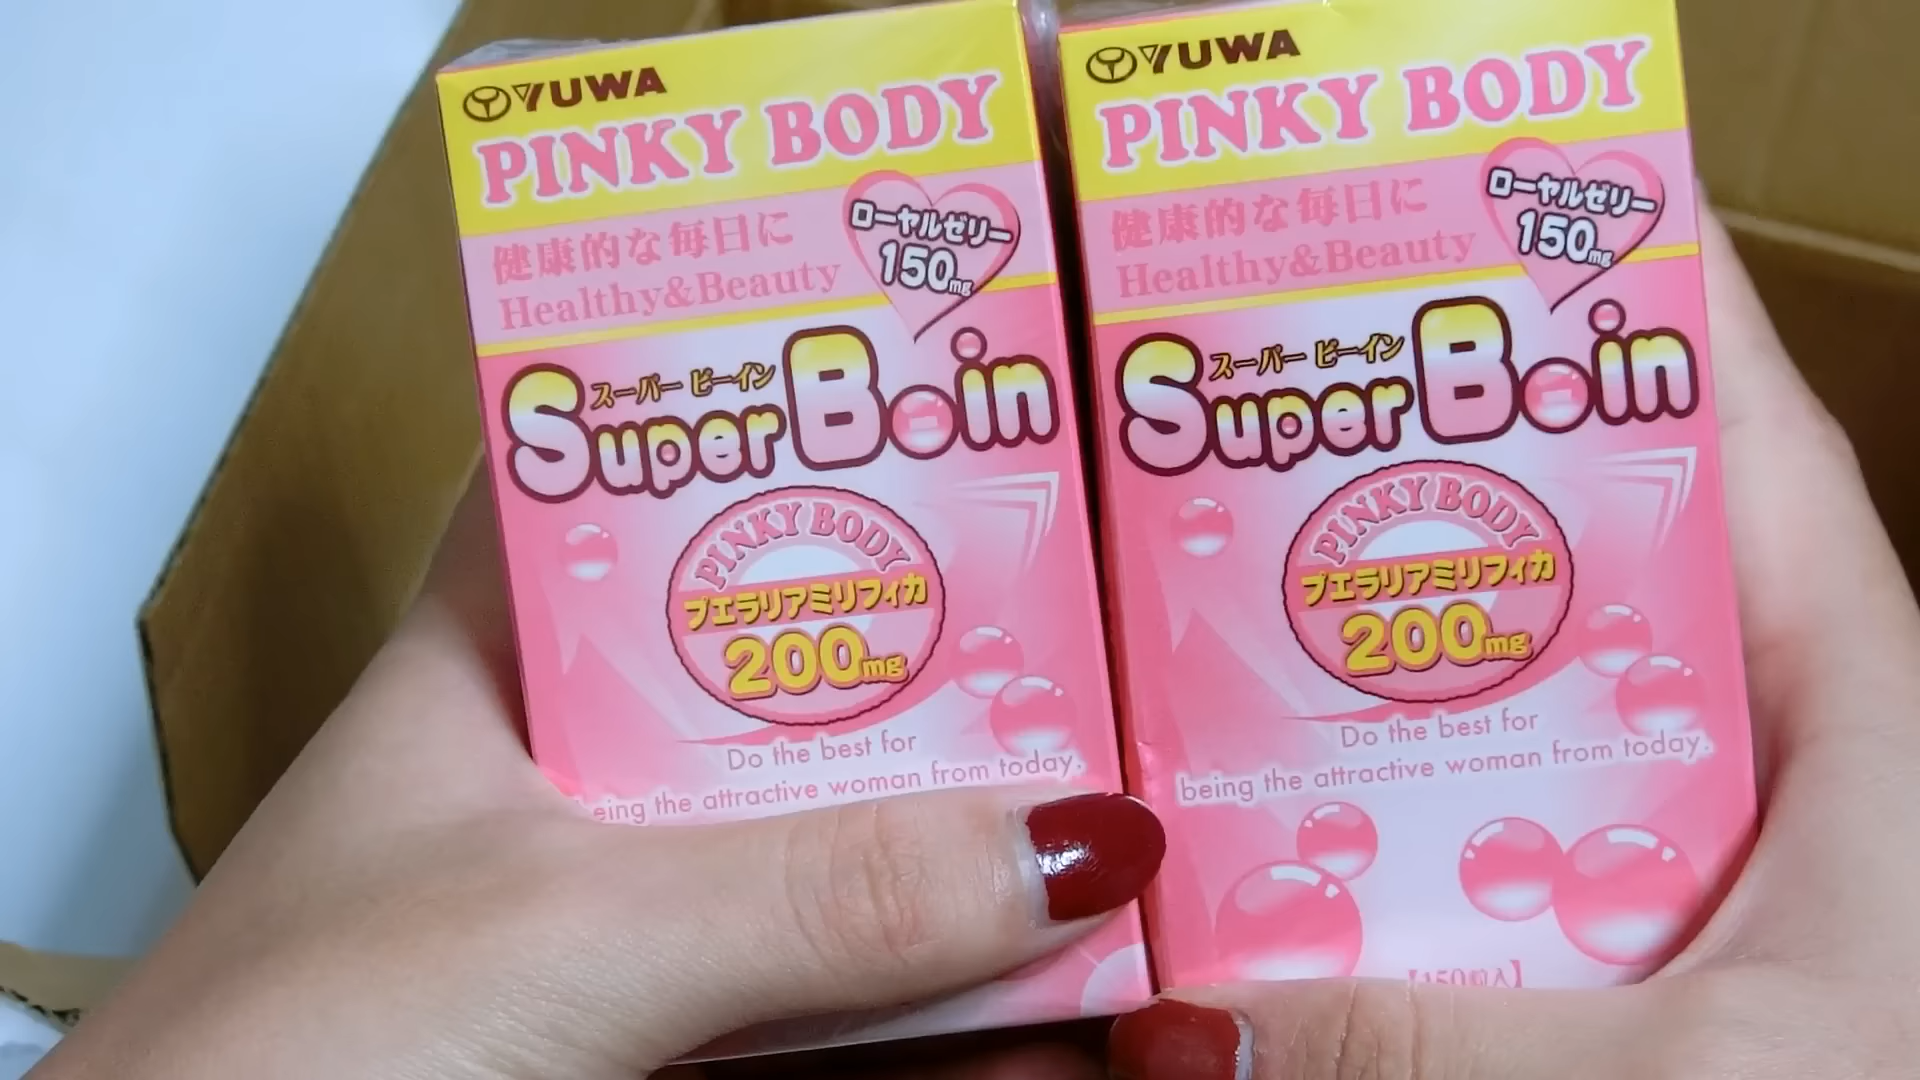 YUWA
PINKY BODY
健康的な毎日に
Healthy&Beauty
ローヤルゼリー
150mg
スーパー ビーイン
Super B in
PINKY BODY
プエラリアミリフィカ
200mg
Do the best for
eing the attractive woman from today.
YUWA
PINKY BODY
健康的な毎日に
Healthy&Beauty
ローヤルゼリー
150mg
スーパー ビーイン
Super B in
PINKY BODY
プエラリアミリフィカ
200mg
Do the best for
being the attractive woman from today.